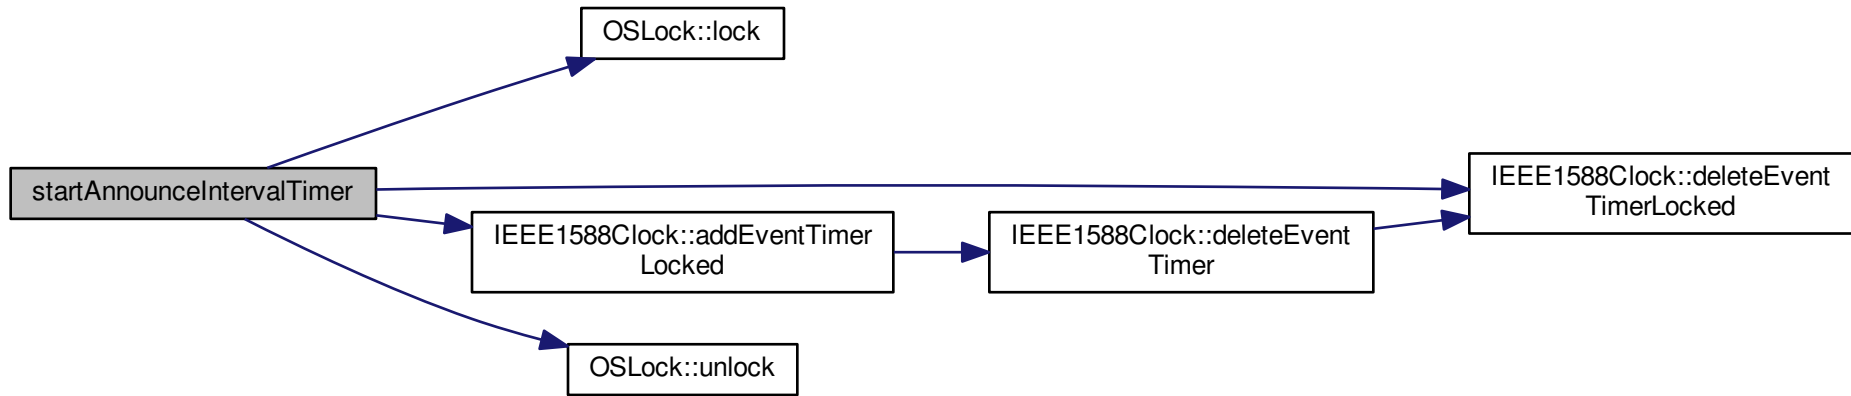 OSLock::lock
startAnnounceIntervalTimer
IEEE1588Clock::addEventTimer
Locked
IEEE1588Clock::deleteEvent
Timer
IEEE1588Clock::deleteEvent
TimerLocked
OSLock::unlock